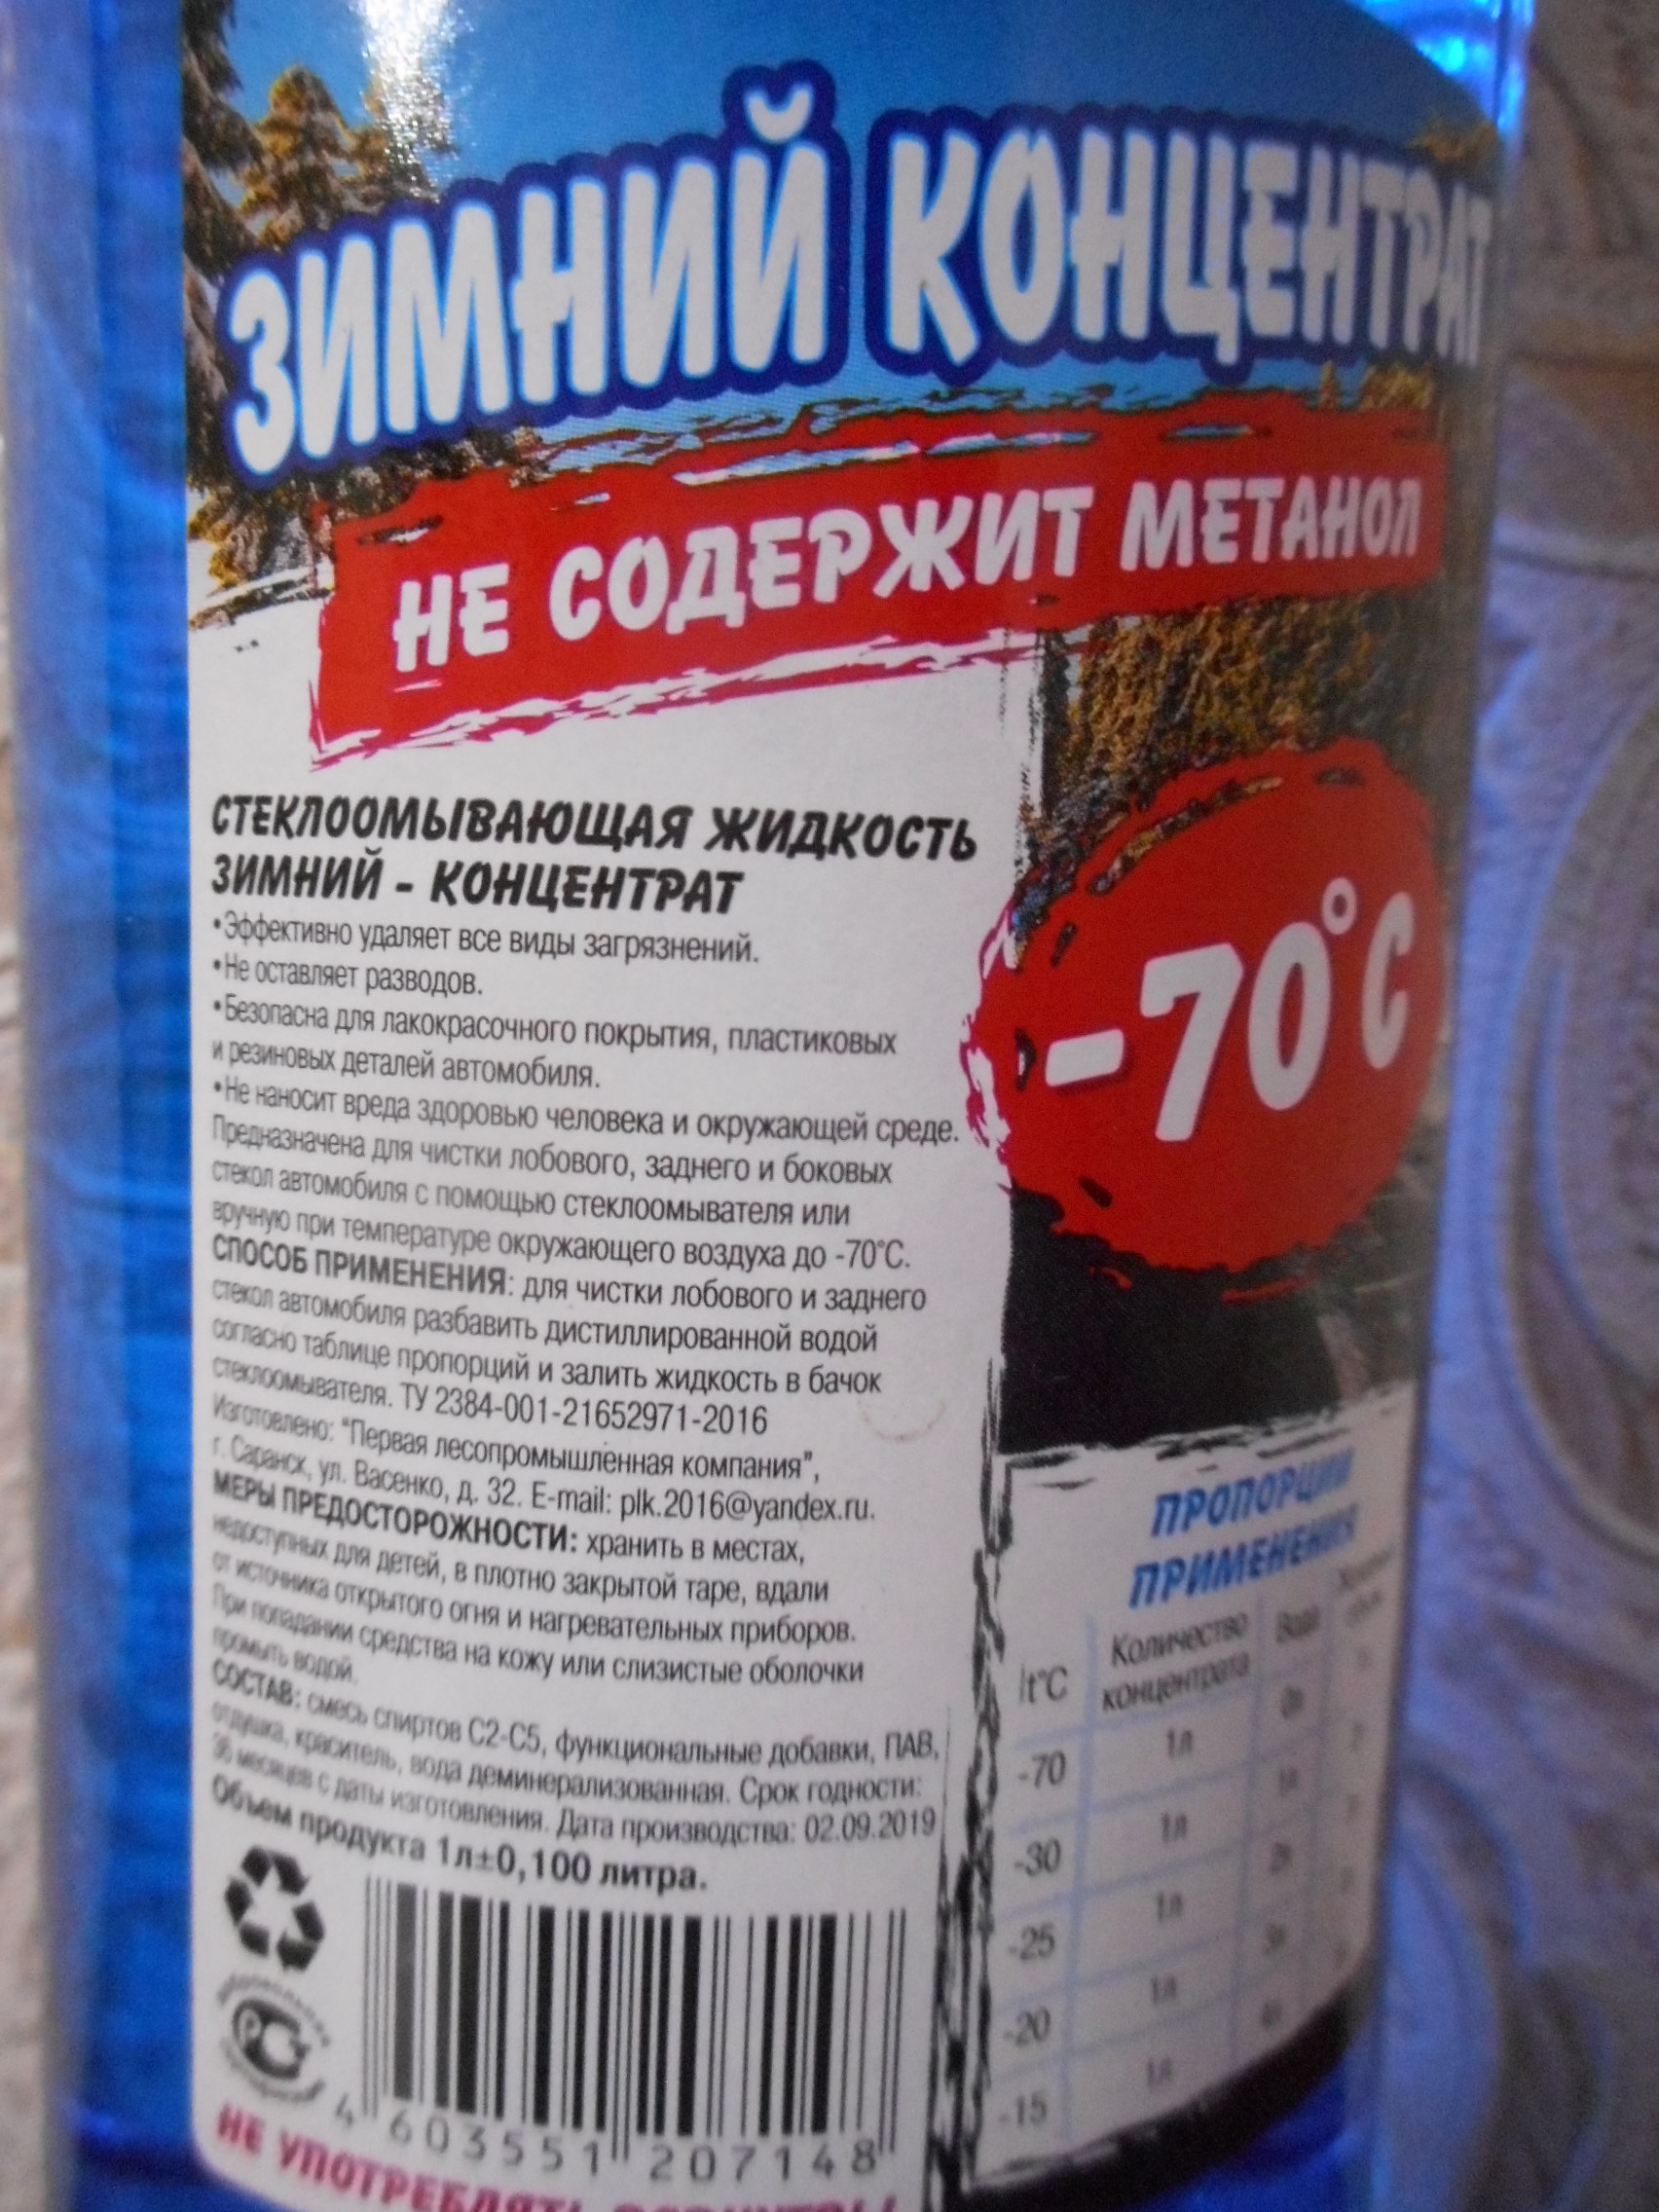 ЗИМНИЙ КОНЦЕНТРАТ
НЕ СОДЕРЖИТ МЕТАНОЛ
СТЕКЛООМЫВАЮЩАЯ ЖИДКОСТЬ
ЗИМНИЙ - КОНЦЕНТРАТ
•Эффективно удаляет все виды загрязнений.
•Не оставляет разводов.
•Безопасна для лакокрасочного покрытия, пластиковых
и резиновых деталей автомобиля.
•Не наносит вреда здоровью человека и окружающей среде.
Предназначена для чистки лобового, заднего и боковых
стекол автомобиля с помощью стеклоомывателя или
вручную при температуре окружающего воздуха до -70°C.
СПОСОБ ПРИМЕНЕНИЯ: для чистки лобового и заднего
стекол автомобиля разбавить дистиллированной водой
согласно таблице пропорций и залить жидкость в бачок
стеклоомывателя. ТУ 2384-001-21652971-2016
Изготовлено: "Первая лесопромышленная компания",
г. Саранск, ул. Васенко, д. 32. E-mail: plk.2016@yandex.ru.
МЕРЫ ПРЕДОСТОРОЖНОСТИ: хранить в местах,
недоступных для детей, в плотно закрытой таре, вдали
от источника открытого огня и нагревательных приборов.
При попадании средства на кожу или слизистые оболочки
промыть водой.
СОСТАВ: смесь спиртов C2-C5, функциональные добавки, ПАВ,
отдушка, краситель, вода деминерализованная. Срок годности:
36 месяцев с даты изготовления. Дата производства: 02.09.2019
Объем продукта 1л±0,100 литра.
4 603551 207148
НЕ УПОТРЕБЛЯТЬ
-70°C
ПРОПОРЦИИ
ПРИМЕНЕНИЯ
t°C Количество концентрата Вода
-70 1л 0л
-30 1л 1л
-25 1л 2л
-20 1л 3л
-15 1л 4л